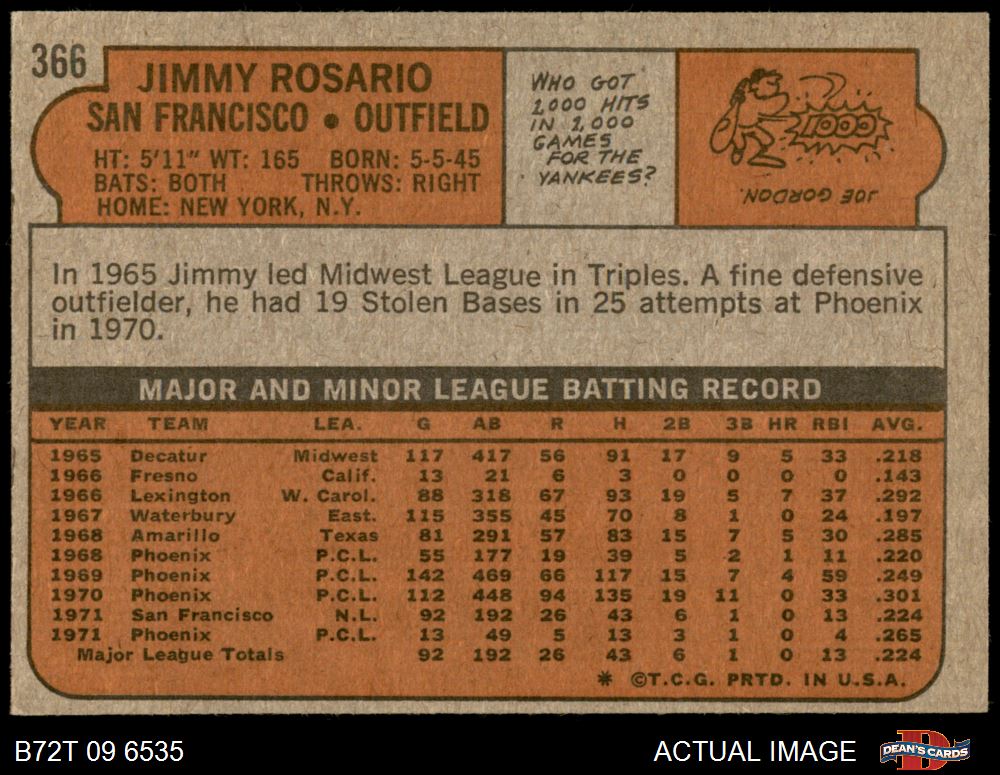 366
JIMMY ROSARIO
SAN FRANCISCO • OUTFIELD
HT: 5'11" WT: 165 BORN: 5-5-45
BATS: BOTH THROWS: RIGHT
HOME: NEW YORK, N.Y.
WHO GOT
1,000 HITS
IN 1,000
GAMES
FOR THE
YANKEES?
1000
JOE GORDON.
In 1965 Jimmy led Midwest League in Triples. A fine defensive
outfielder, he had 19 Stolen Bases in 25 attempts at Phoenix
in 1970.
MAJOR AND MINOR LEAGUE BATTING RECORD
YEAR TEAM LEA. G AB R H 2B 3B HR RBI AVG.
1965 Decatur Midwest 117 417 56 91 17 9 5 33 .218
1966 Fresno Calif. 13 21 6 3 0 0 0 0 .143
1966 Lexington W. Carol. 88 318 67 93 19 5 7 37 .292
1967 Waterbury East. 115 355 45 70 8 1 0 24 .197
1968 Amarillo Texas 81 291 57 83 15 7 5 30 .285
1968 Phoenix P.C.L. 55 177 19 39 5 2 1 11 .220
1969 Phoenix P.C.L. 142 469 66 117 15 7 4 59 .249
1970 Phoenix P.C.L. 112 448 94 135 19 11 0 33 .301
1971 San Francisco N.L. 92 192 26 43 6 1 0 13 .224
1971 Phoenix P.C.L. 13 49 5 13 3 1 0 4 .265
Major League Totals 92 192 26 43 6 1 0 13 .224
* ©T.C.G. PRTD. IN U.S.A.
B72T 09 6535
ACTUAL IMAGE
D
DEAN'S CARDS